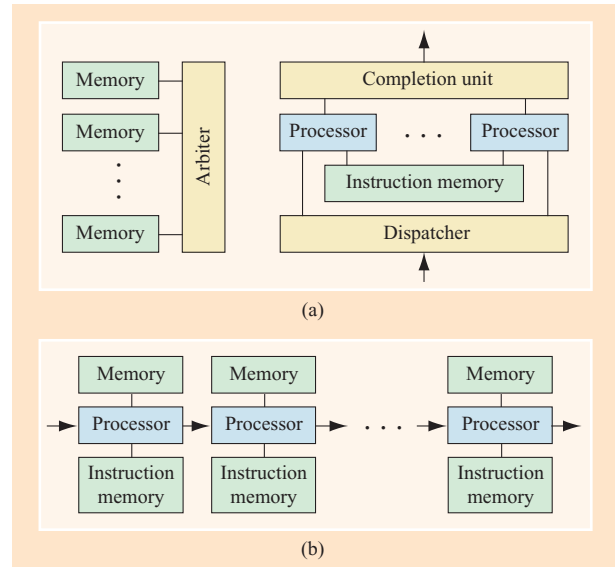 Memory
Memory
Memory
Arbiter
Completion unit
Processor
. . .
Processor
Instruction memory
Dispatcher
(a)
Memory
Memory
Memory
Processor
Processor
. . .
Processor
Instruction
memory
Instruction
memory
Instruction
memory
(b)